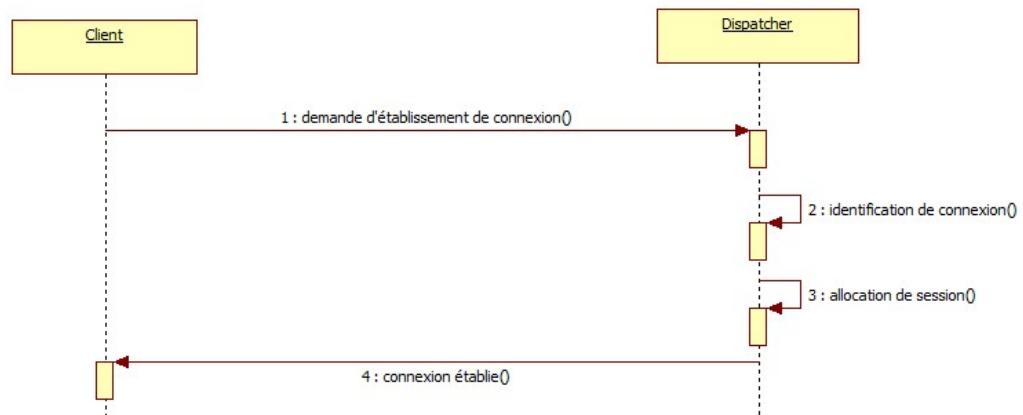 Client
Dispatcher
1 : demande d'établissement de connexion()
2 : identification de connexion()
3 : allocation de session()
4 : connexion établie()